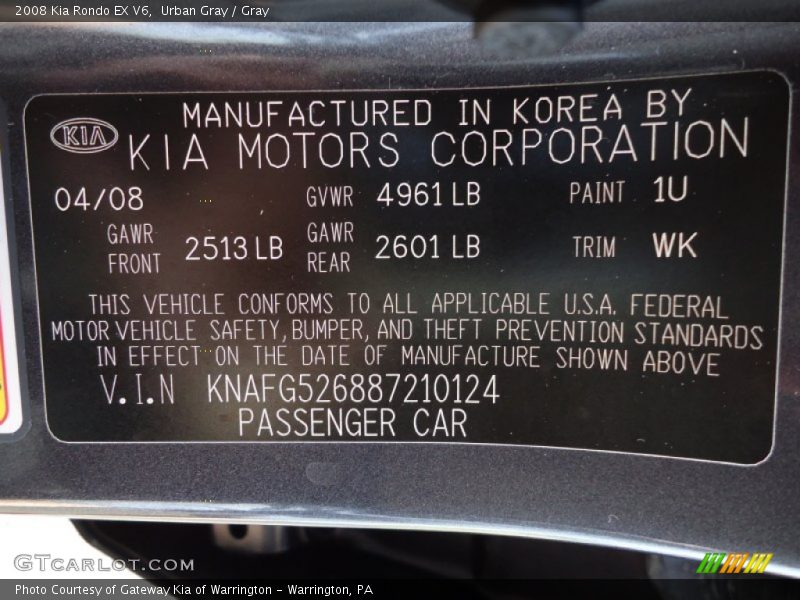 2008 Kia Rondo EX V6,  Urban Gray / Gray
KIA
MANUFACTURED IN KOREA BY
KIA MOTORS CORPORATION
04/08 GVWR 4961 LB PAINT 1U
GAWR FRONT 2513 LB GAWR REAR 2601 LB TRIM WK
THIS VEHICLE CONFORMS TO ALL APPLICABLE U.S.A. FEDERAL
MOTOR VEHICLE SAFETY, BUMPER, AND THEFT PREVENTION STANDARDS
IN EFFECT ON THE DATE OF MANUFACTURE SHOWN ABOVE
V.I.N KNAFG526887210124
PASSENGER CAR
GTCARLOT.COM
Photo Courtesy of Gateway Kia of Warrington - Warrington, PA